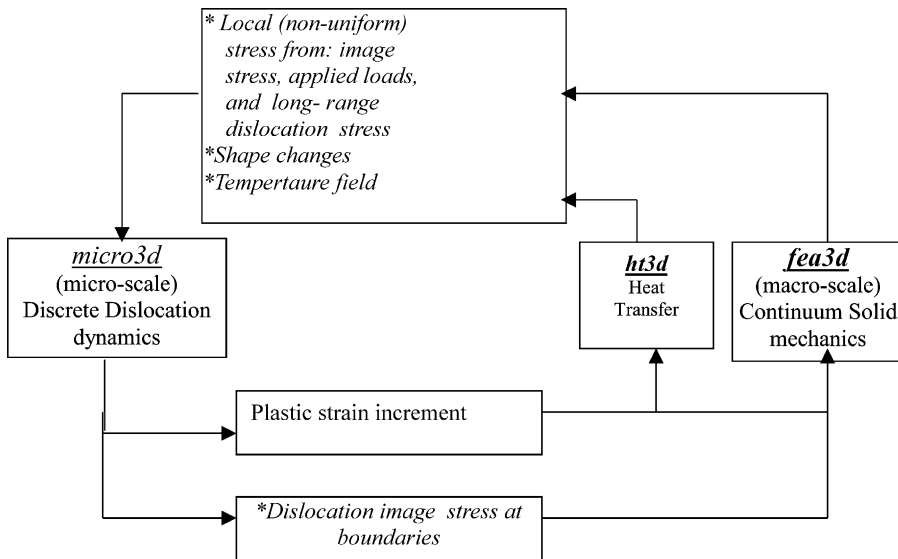 * Local (non-uniform)
stress from: image
stress, applied loads,
and long- range
dislocation stress
*Shape changes
*Tempertaure field
micro3d
(micro-scale)
Discrete Dislocation
dynamics
ht3d
Heat
Transfer
fea3d
(macro-scale)
Continuum Solid
mechanics
Plastic strain increment
*Dislocation image stress at
boundaries